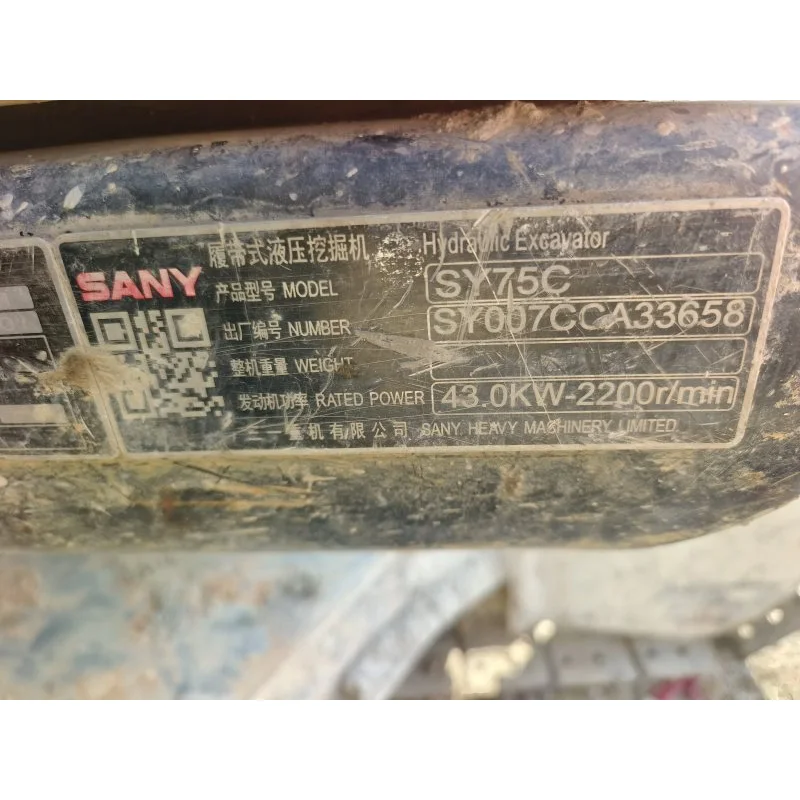 履带式液压挖掘机 Hydraulic Excavator
SANY
产品型号 MODEL SY75C
出厂编号 NUMBER SY007CCA33658
整机重量 WEIGHT
发动机功率 RATED POWER 43.0KW-2200r/min
重机有限公司 SANY HEAVY MACHINERY LIMITED